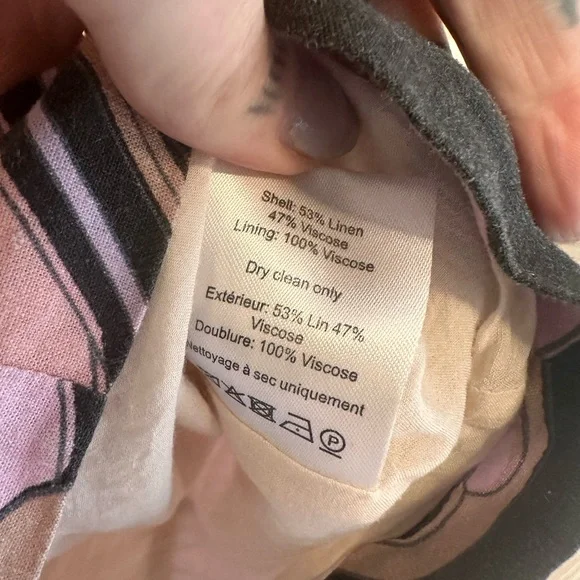 Shell: 53% Linen
47% Viscose
Lining: 100% Viscose
Dry clean only
Extérieur: 53% Lin 47%
Viscose
Doublure: 100% Viscose
Nettoyage à sec uniquement
P